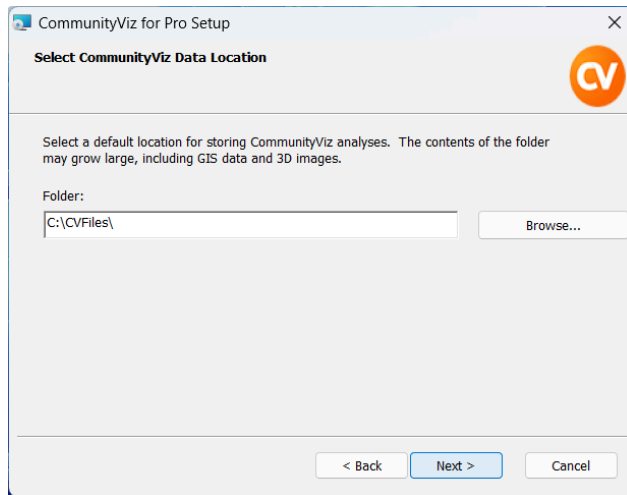 CommunityViz for Pro Setup
Select CommunityViz Data Location
CV
Select a default location for storing CommunityViz analyses. The contents of the folder
may grow large, including GIS data and 3D images.
Folder:
C:\CVFiles\
Browse...
< Back
Next >
Cancel